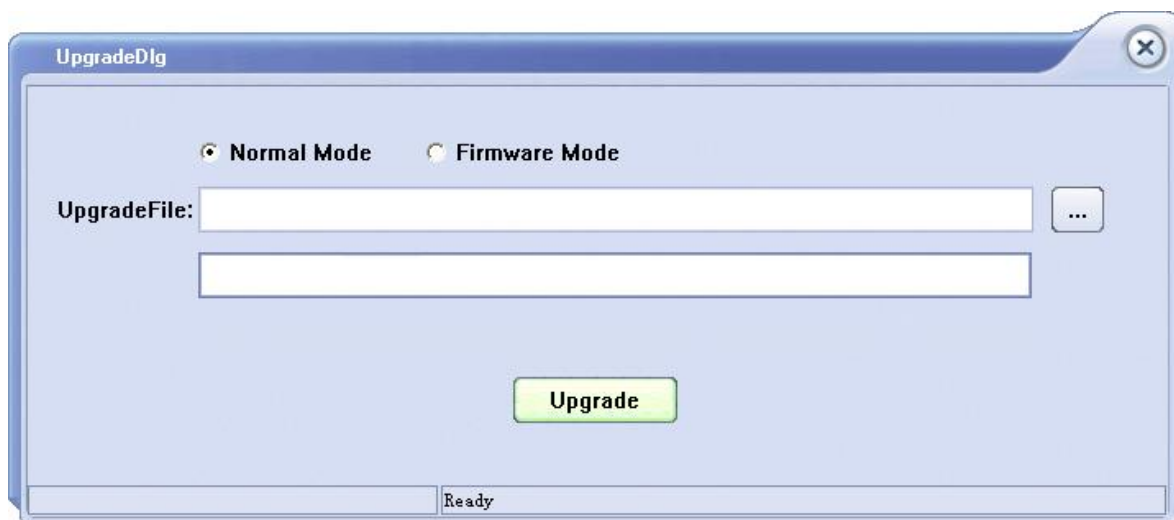 UpgradeDlg
Normal Mode Firmware Mode
UpgradeFile: ...
Upgrade
Ready